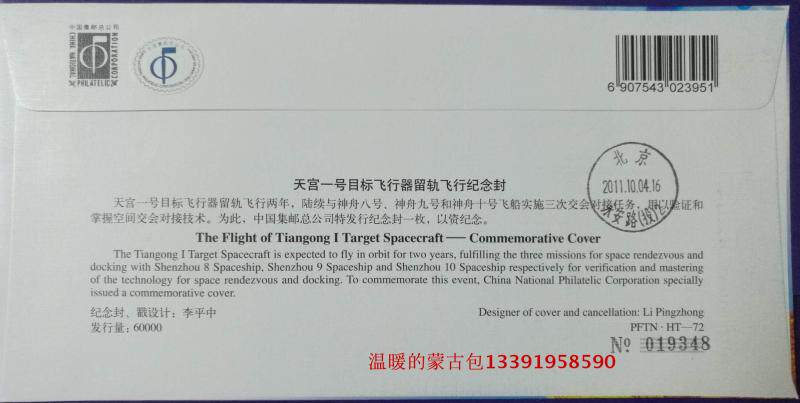 中国集邮总公司
CHINA NATIONAL
PHILATELIC
CORPORATION
6 907543 023951
北京
2011.10.04.16
永安路(投)2
天宫一号目标飞行器留轨飞行纪念封
天宫一号目标飞行器留轨飞行两年，陆续与神舟八号、神舟九号和神舟十号飞船实施三次交会对接任务，用以验证和
掌握空间交会对接技术。为此，中国集邮总公司特发行纪念封一枚，以资纪念。
The Flight of Tiangong I Target Spacecraft — Commemorative Cover
The Tiangong I Target Spacecraft is expected to fly in orbit for two years, fulfilling the three missions for space rendezvous and
docking with Shenzhou 8 Spaceship, Shenzhou 9 Spaceship and Shenzhou 10 Spaceship respectively for verification and mastering
of the technology for space rendezvous and docking. To commemorate this event, China National Philatelic Corporation specially
issued a commemorative cover.
纪念封、戳设计：李平中
Designer of cover and cancellation: Li Pingzhong
发行量：60000
PFTN · HT—72
№ 019348
温暖的蒙古包13391958590